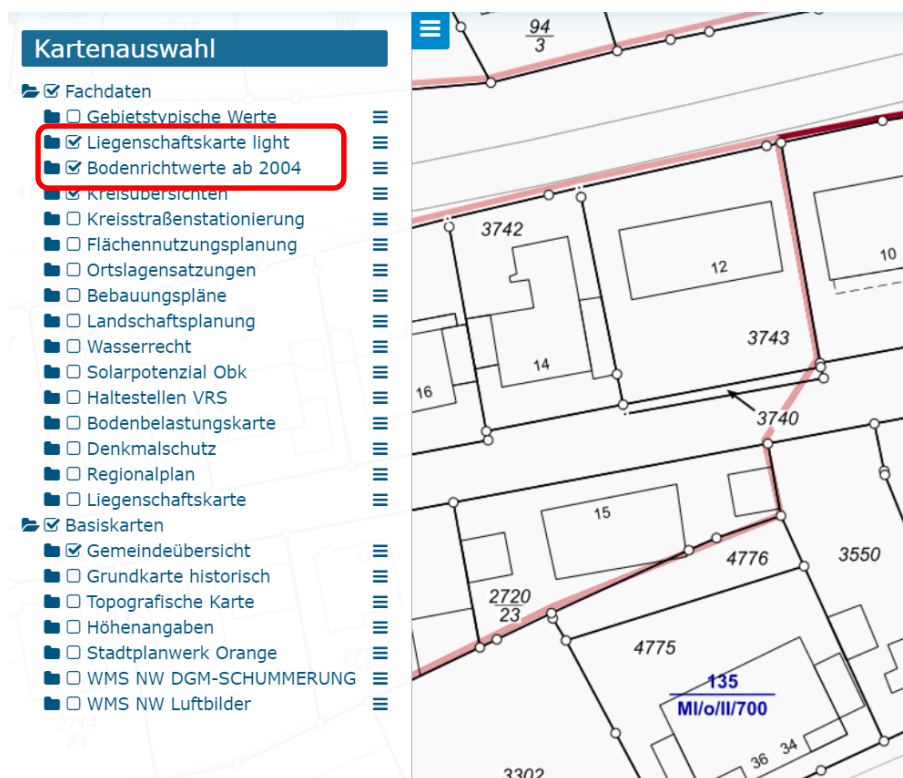 Kartenauswahl
Fachdaten
Gebietstypische Werte
Liegenschaftskarte light
Bodenrichtwerte ab 2004
Kreisübersichten
Kreisstraßenstationierung
Flächennutzungsplanung
Ortslagensatzungen
Bebauungspläne
Landschaftsplanung
Wasserrecht
Solarpotenzial Obk
Haltestellen VRS
Bodenbelastungskarte
Denkmalschutz
Regionalplan
Liegenschaftskarte
Basiskarten
Gemeindeübersicht
Grundkarte historisch
Topografische Karte
Höhenangaben
Stadtplanwerk Orange
WMS NW DGM-SCHUMMERUNG
WMS NW Luftbilder
2714
23
94
3
3742
12
10
3743
14
16
3740
15
4776
3550
2720
23
4775
135
MI/o/II/700
36 34
3302